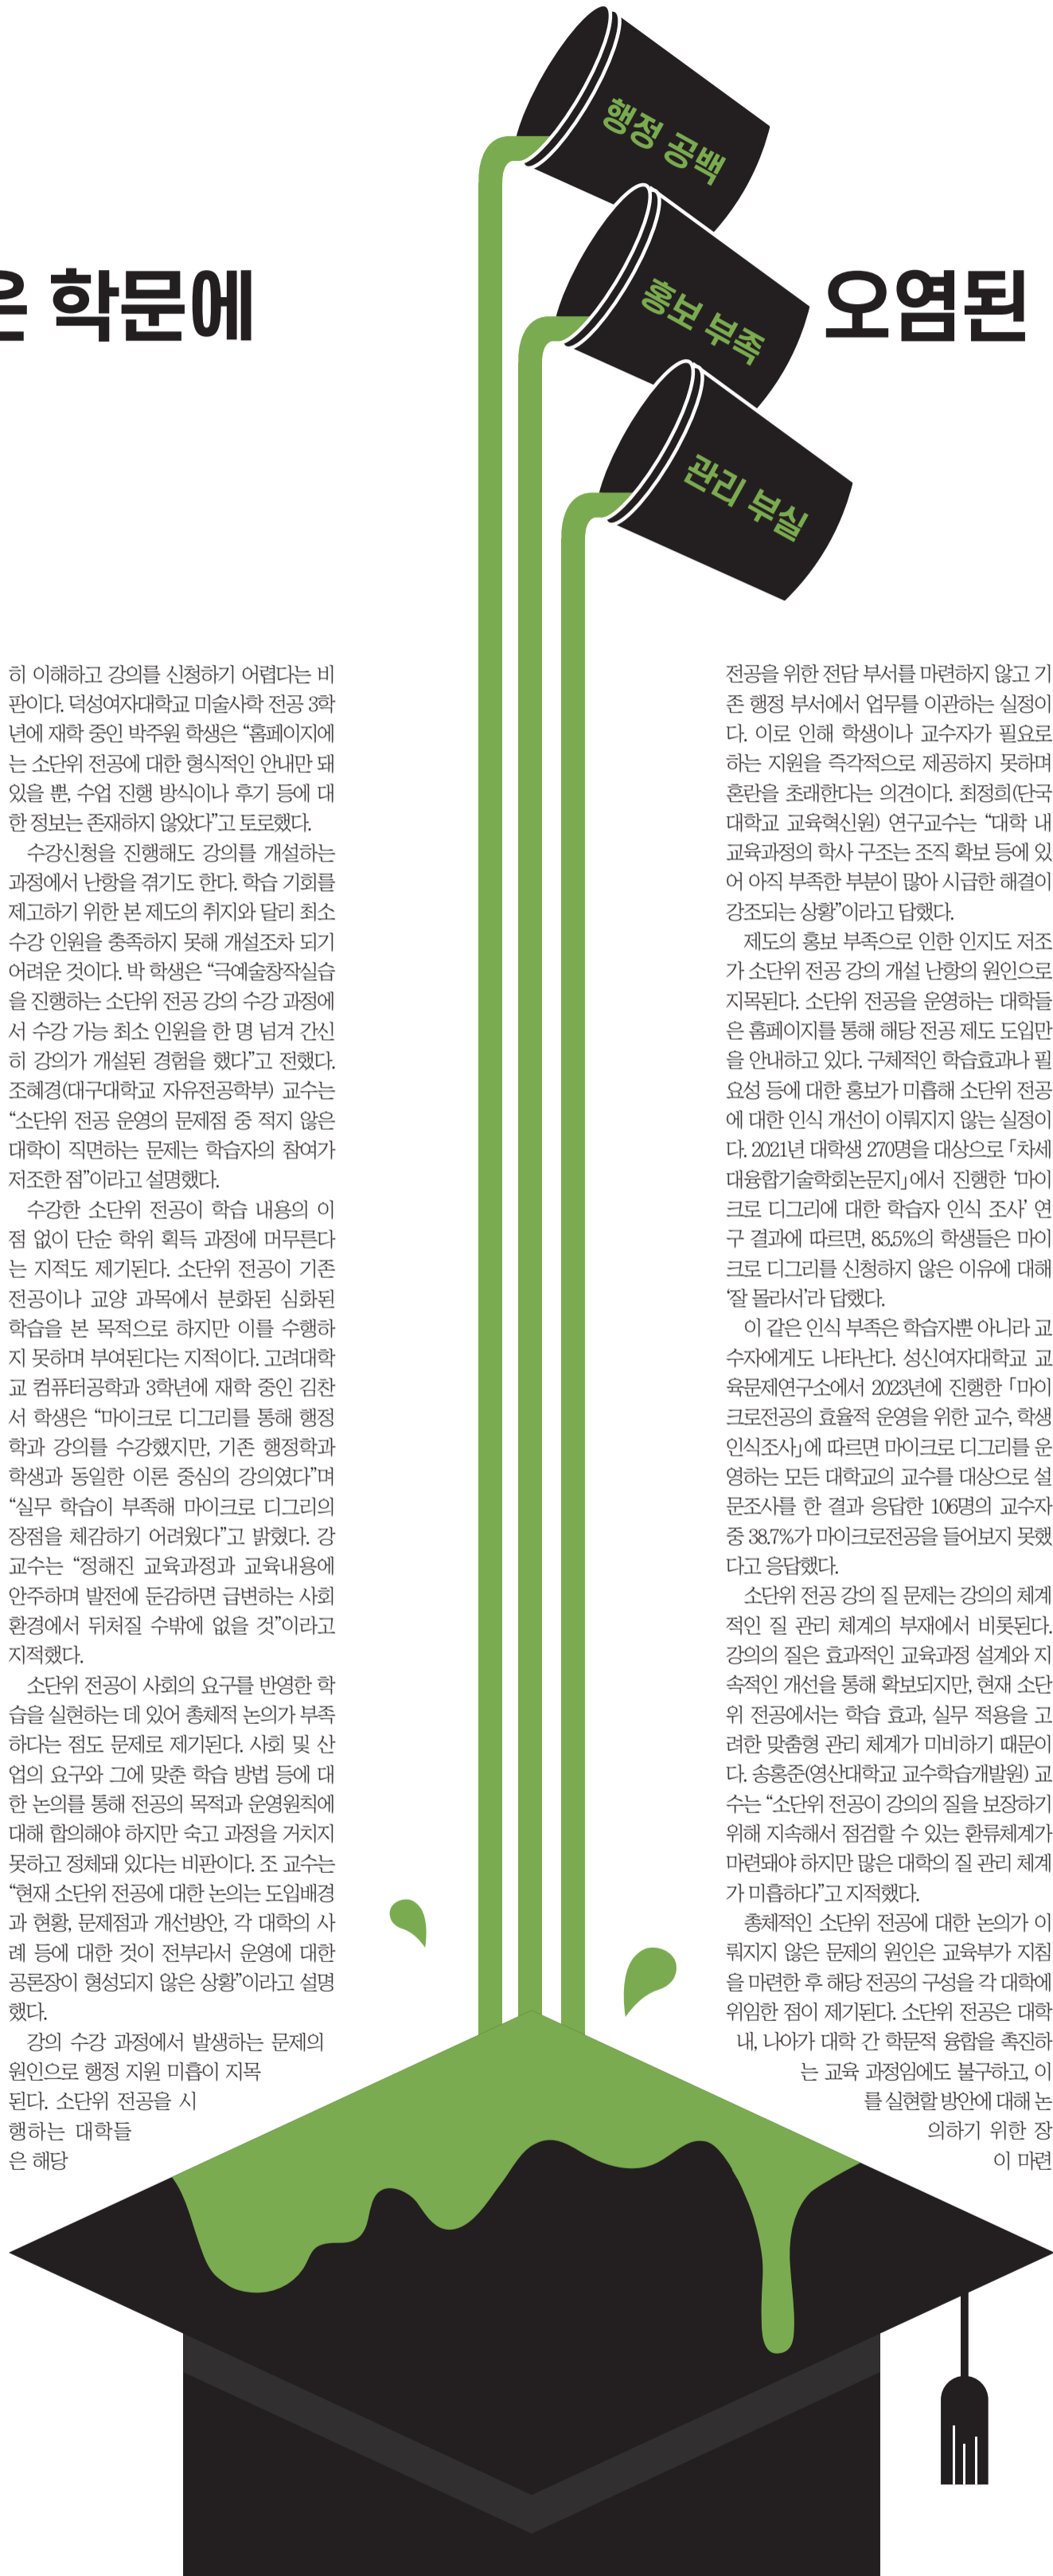 행정 공백
홍보 부족
관리 부실
은 학문에
오염된
히 이해하고 강의를 신청하기 어렵다는 비
판이다. 덕성여자대학교 미술사학 전공 3학
년에 재학 중인 박주원 학생은 “홈페이지에
는 소단위 전공에 대한 형식적인 안내만 돼
있을 뿐, 수업 진행 방식이나 후기 등에 대
한 정보는 존재하지 않았다”고 토로했다.
수강신청을 진행해도 강의를 개설하는
과정에서 난항을 겪기도 한다. 학습 기회를
제고하기 위한 본 제도의 취지와 달리 최소
수강 인원을 충족하지 못해 개설조차 되기
어려운 것이다. 박 학생은 “극예술창작실습
을 진행하는 소단위 전공 강의 수강 과정에
서 수강 가능 최소 인원을 한 명 넘겨 간신
히 강의가 개설된 경험을 했다”고 전했다.
조혜경(대구대학교 자유전공학부) 교수는
“소단위 전공 운영의 문제점 중 적지 않은
대학이 직면하는 문제는 학습자의 참여가
저조한 점”이라고 설명했다.
수강한 소단위 전공이 학습 내용의 이
점 없이 단순 학위 획득 과정에 머무른다
는 지적도 제기된다. 소단위 전공이 기존
전공이나 교양 과목에서 분화된 심화된
학습을 본 목적으로 하지만 이를 수행하
지 못하며 부여된다는 지적이다. 고려대학
교 컴퓨터공학과 3학년에 재학 중인 김찬
서 학생은 “마이크로 디그리를 통해 행정
학과 강의를 수강했지만, 기존 행정학과
학생과 동일한 이론 중심의 강의였다”며
“실무 학습이 부족해 마이크로 디그리의
장점을 체감하기 어려웠다”고 밝혔다. 강
교수는 “정해진 교육과정과 교육내용에
안주하며 발전에 둔감하면 급변하는 사회
환경에서 뒤처질 수밖에 없을 것”이라고
지적했다.
소단위 전공이 사회의 요구를 반영한 학
습을 실현하는 데 있어 총체적 논의가 부족
하다는 점도 문제로 제기된다. 사회 및 산
업의 요구와 그에 맞춘 학습 방법 등에 대
한 논의를 통해 전공의 목적과 운영원칙에
대해 합의해야 하지만 숙고 과정을 거치지
못하고 정체돼 있다는 비판이다. 조 교수는
“현재 소단위 전공에 대한 논의는 도입배경
과 현황, 문제점과 개선방안, 각 대학의 사
례 등에 대한 것이 전부라서 운영에 대한
공론장이 형성되지 않은 상황”이라고 설명
했다.
강의 수강 과정에서 발생하는 문제의
원인으로 행정 지원 미흡이 지목
된다. 소단위 전공을 시
행하는 대학들
은 해당
전공을 위한 전담 부서를 마련하지 않고 기
존 행정 부서에서 업무를 이관하는 실정이
다. 이로 인해 학생이나 교수자가 필요로
하는 지원을 즉각적으로 제공하지 못하며
혼란을 초래한다는 의견이다. 최정희(단국
대학교 교육혁신원) 연구교수는 “대학 내
교육과정의 학사 구조는 조직 확보 등에 있
어 아직 부족한 부분이 많아 시급한 해결이
강조되는 상황”이라고 답했다.
제도의 홍보 부족으로 인한 인지도 저조
가 소단위 전공 강의 개설 난항의 원인으로
지목된다. 소단위 전공을 운영하는 대학들
은 홈페이지를 통해 해당 전공 제도 도입만
을 안내하고 있다. 구체적인 학습효과나 필
요성 등에 대한 홍보가 미흡해 소단위 전공
에 대한 인식 개선이 이뤄지지 않는 실정이
다. 2021년 대학생 270명을 대상으로 「차세
대융합기술학회논문지」에서 진행한 ‘마이
크로 디그리에 대한 학습자 인식 조사’ 연
구 결과에 따르면, 85.5%의 학생들은 마이
크로 디그리를 신청하지 않은 이유에 대해
‘잘 몰라서’라 답했다.
이 같은 인식 부족은 학습자뿐 아니라 교
수자에게도 나타난다. 성신여자대학교 교
육문제연구소에서 2023년에 진행한 「마이
크로전공의 효율적 운영을 위한 교수, 학생
인식조사」에 따르면 마이크로 디그리를 운
영하는 모든 대학교의 교수를 대상으로 설
문조사를 한 결과 응답한 106명의 교수자
중 38.7%가 마이크로전공을 들어보지 못했
다고 응답했다.
소단위 전공 강의 질 문제는 강의의 체계
적인 질 관리 체계의 부재에서 비롯된다.
강의의 질은 효과적인 교육과정 설계와 지
속적인 개선을 통해 확보되지만, 현재 소단
위 전공에서는 학습 효과, 실무 적용을 고
려한 맞춤형 관리 체계가 미비하기 때문이
다. 송홍준(영산대학교 교수학습개발원) 교
수는 “소단위 전공이 강의의 질을 보장하기
위해 지속해서 점검할 수 있는 환류체계가
마련돼야 하지만 많은 대학의 질 관리 체계
가 미흡하다”고 지적했다.
총체적인 소단위 전공에 대한 논의가 이
뤄지지 않은 문제의 원인은 교육부가 지침
을 마련한 후 해당 전공의 구성을 각 대학에
위임한 점이 제기된다. 소단위 전공은 대학
내, 나아가 대학 간 학문적 융합을 촉진하
는 교육 과정임에도 불구하고, 이
를 실현할 방안에 대해 논
의하기 위한 장
이 마련